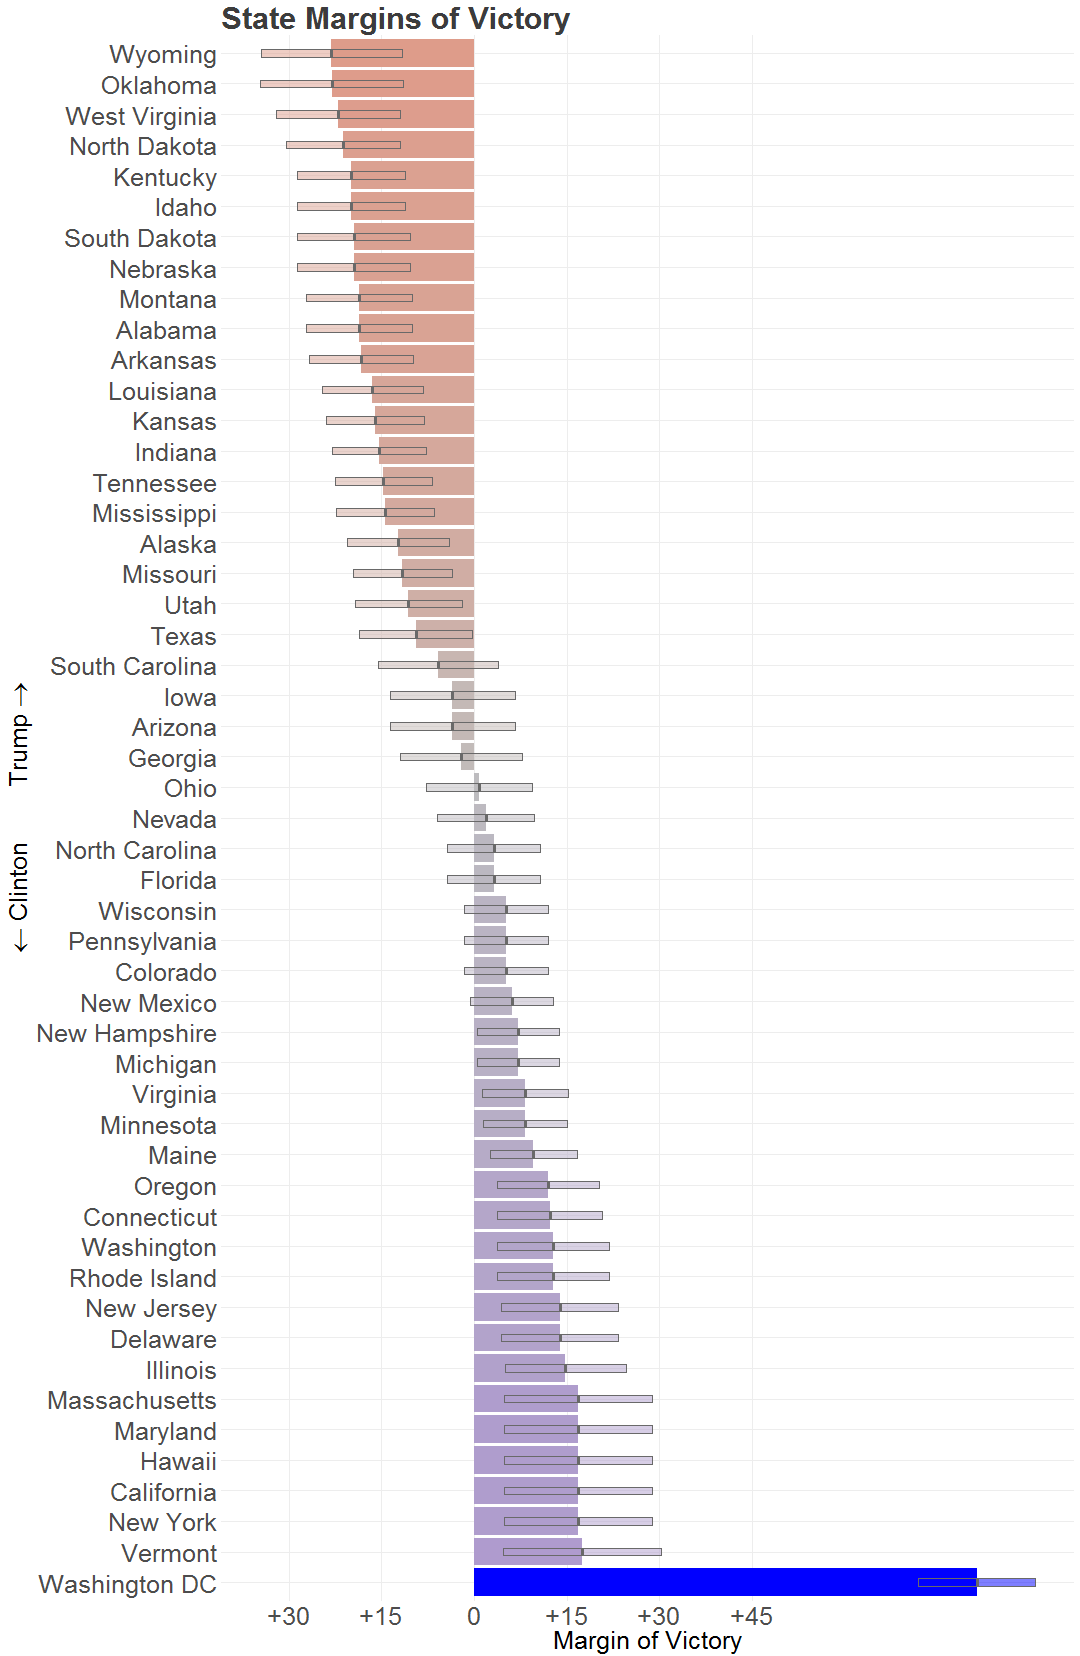 State Margins of Victory
Wyoming
Oklahoma
West Virginia
North Dakota
Kentucky
Idaho
South Dakota
Nebraska
Montana
Alabama
Arkansas
Louisiana
Kansas
Indiana
Tennessee
Mississippi
Alaska
Missouri
Utah
Texas
South Carolina
Iowa
Arizona
Georgia
Ohio
Nevada
North Carolina
Florida
Wisconsin
Pennsylvania
Colorado
New Mexico
New Hampshire
Michigan
Virginia
Minnesota
Maine
Oregon
Connecticut
Washington
Rhode Island
New Jersey
Delaware
Illinois
Massachusetts
Maryland
Hawaii
California
New York
Vermont
Washington DC
← Clinton Trump →
+30 +15 0 +15 +30 +45
Margin of Victory